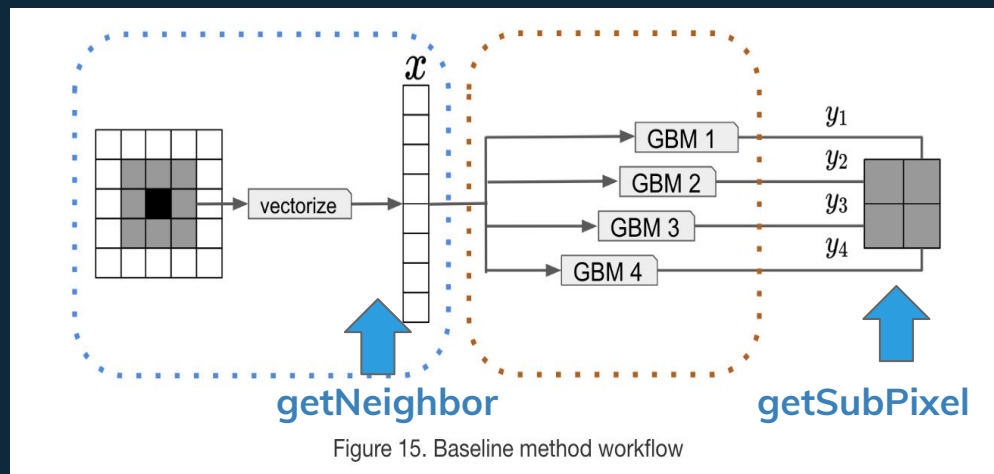 x
vectorize
GBM 1
GBM 2
GBM 3
GBM 4
y1
y2
y3
y4
getNeighbor
getSubPixel
Figure 15. Baseline method workflow